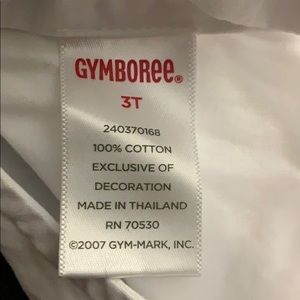 GYMBOREE®
3T
240370168
100% COTTON
EXCLUSIVE OF
DECORATION
MADE IN THAILAND
RN 70530
©2007 GYM-MARK, INC.